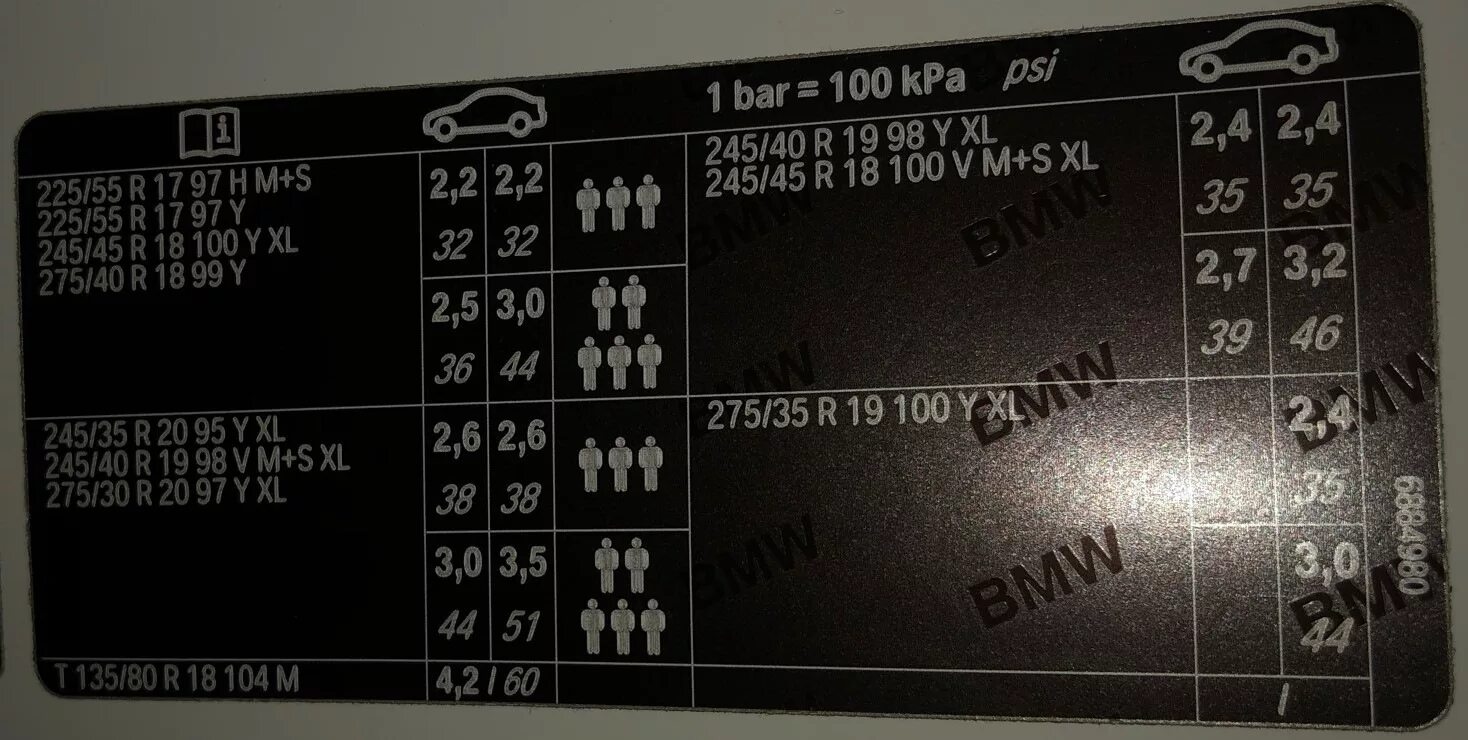 1 bar = 100 kPa psi
225/55 R 17 97 H M+S
225/55 R 17 97 Y
245/45 R 18 100 Y XL
275/40 R 18 99 Y
2,2 2,2
32 32
2,5 3,0
36 44
245/35 R 20 95 Y XL
245/40 R 19 98 V M+S XL
275/30 R 20 97 Y XL
2,6 2,6
38 38
3,0 3,5
44 51
T 135/80 R 18 104 M
4,2 / 60
245/40 R 19 98 Y XL
245/45 R 18 100 V M+S XL
2,4 2,4
35 35
2,7 3,2
39 46
275/35 R 19 100 Y XL
2,4
35
3,0
44
/
6884980
BMW
BMW
BMW
BMW
BMW
BMW
BMW
BMW
BMW